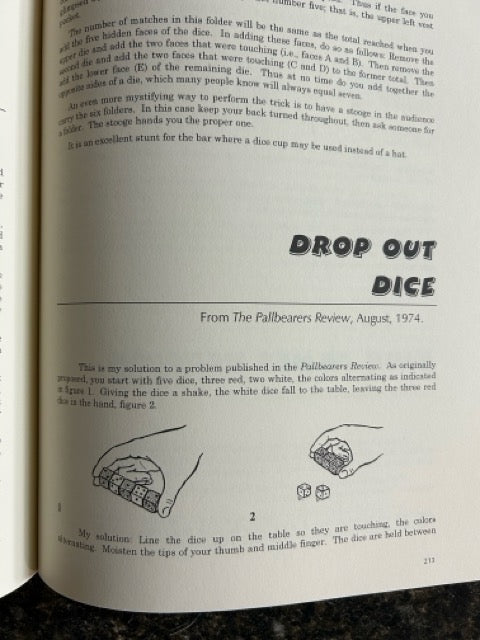 Thus if the face you
number five; that is, the upper left vest
pocket.
The number of matches in this folder will be the same as the total reached when you
add the five hidden faces of the dice. In adding these faces, do so as follows: Remove the
upper die and add the two faces that were touching (i.e., faces A and B). Then remove the
second die and add the two faces that were touching (C and D) to the former total. Then
add the lower face (E) of the remaining die. Thus at no time do you add together the
opposite sides of a die, which many people know will always equal seven.
An even more mystifying way to perform the trick is to have a stooge in the audience
carry the six folders. In this case keep your back turned throughout, then ask someone for
a folder. The stooge hands you the proper one.
It is an excellent stunt for the bar where a dice cup may be used instead of a hat.
DROP OUT
DICE
From The Pallbearers Review, August, 1974.
This is my solution to a problem published in the Pallbearers Review. As originally
proposed, you start with five dice, three red, two white, the colors alternating as indicated
in figure 1. Giving the dice a shake, the white dice fall to the table, leaving the three red
dice in the hand, figure 2.
1
2
My solution: Line the dice up on the table so they are touching, the colors
alternating. Moisten the tips of your thumb and middle finger. The dice are held between
213